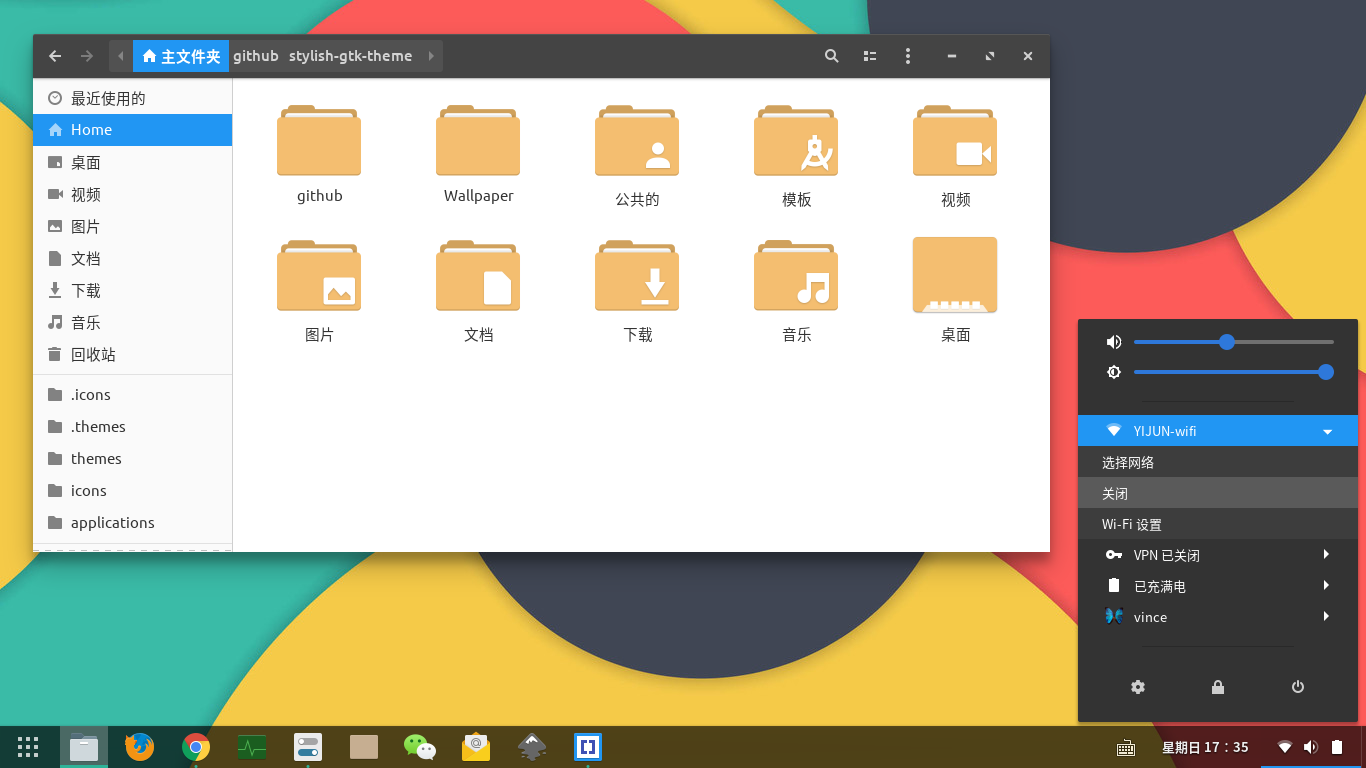 主文件夹 github stylish-gtk-theme
最近使用的
Home
桌面
视频
图片
文档
下载
音乐
回收站
.icons
.themes
themes
icons
applications
github Wallpaper 公共的 模板 视频
图片 文档 下载 音乐 桌面
YIJUN-wifi
选择网络
关闭
Wi-Fi 设置
VPN 已关闭
已充满电
vince
星期日 17：35